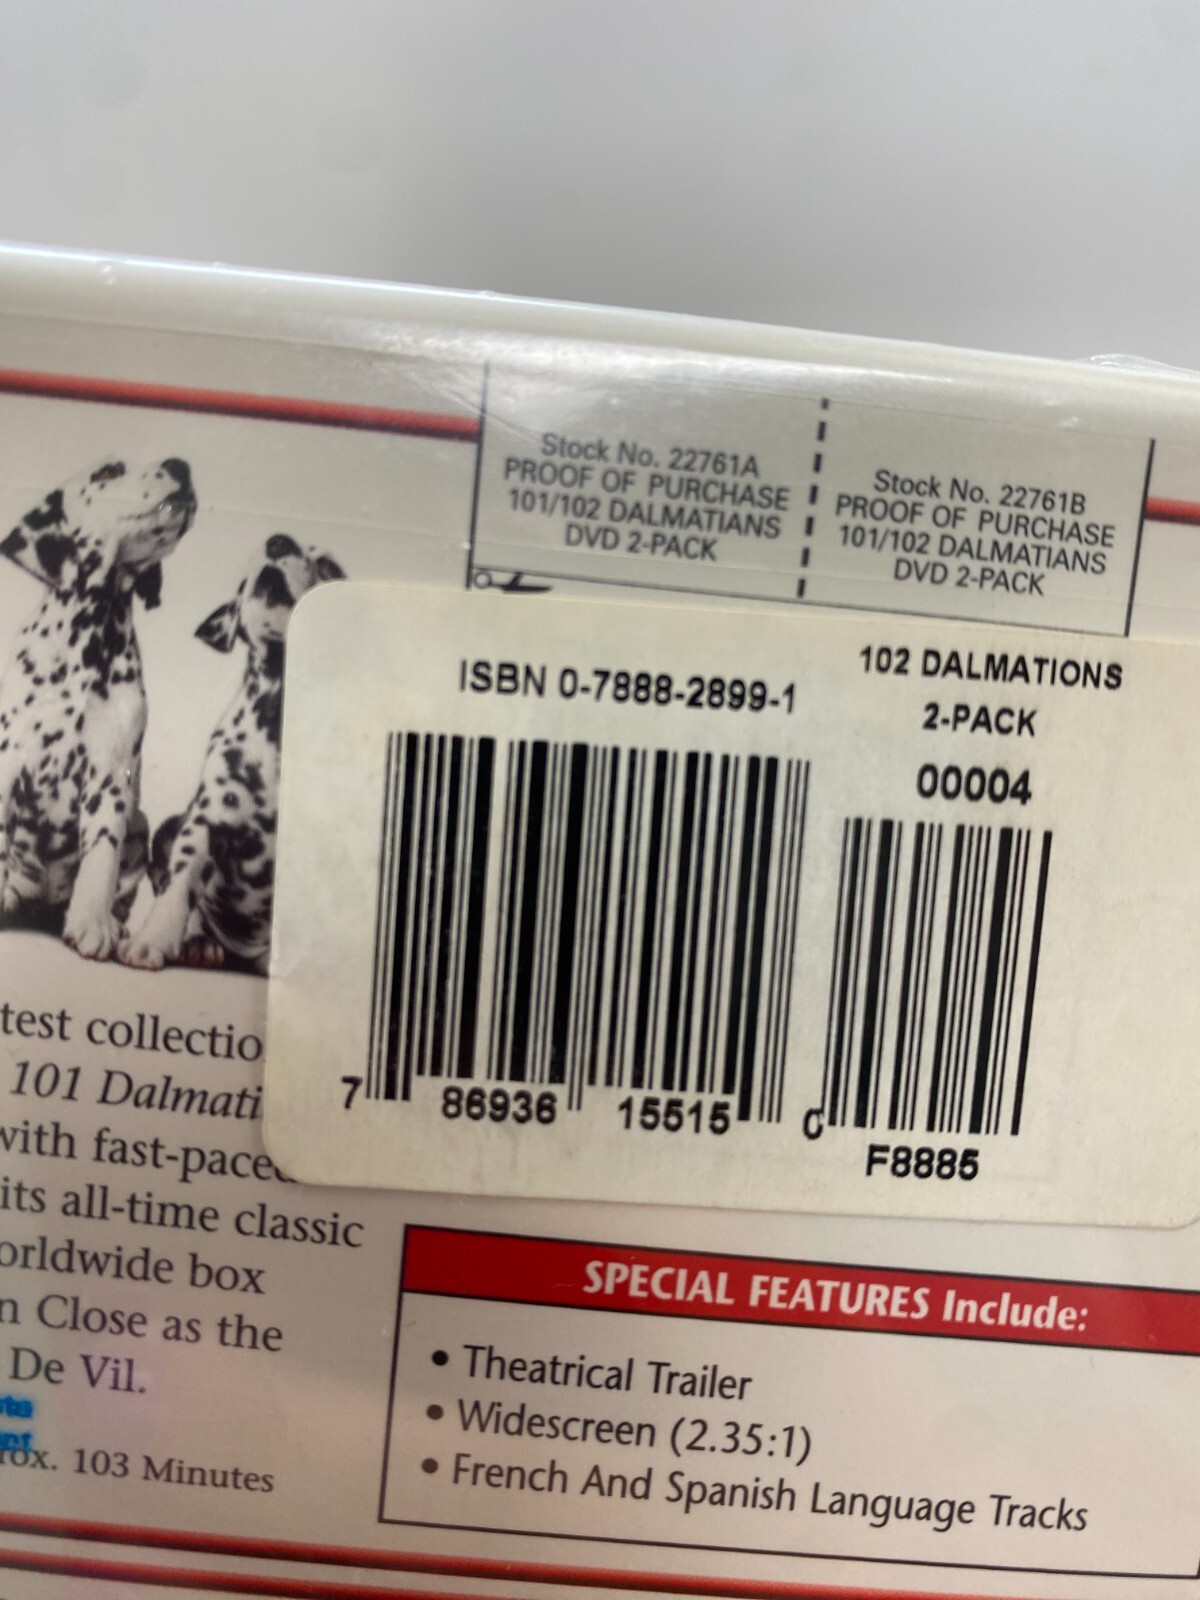 Stock No. 22761A
PROOF OF PURCHASE
101/102 DALMATIANS
DVD 2-PACK
Stock No. 22761B
PROOF OF PURCHASE
101/102 DALMATIANS
DVD 2-PACK
ISBN 0-7888-2899-1
102 DALMATIONS
2-PACK
00004
7 86936 15515 0
F8885
test collectio
101 Dalmati
with fast-paced
its all-time classic
orldwide box
n Close as the
De Vil.
rox. 103 Minutes
SPECIAL FEATURES Include:
• Theatrical Trailer
• Widescreen (2.35:1)
• French And Spanish Language Tracks